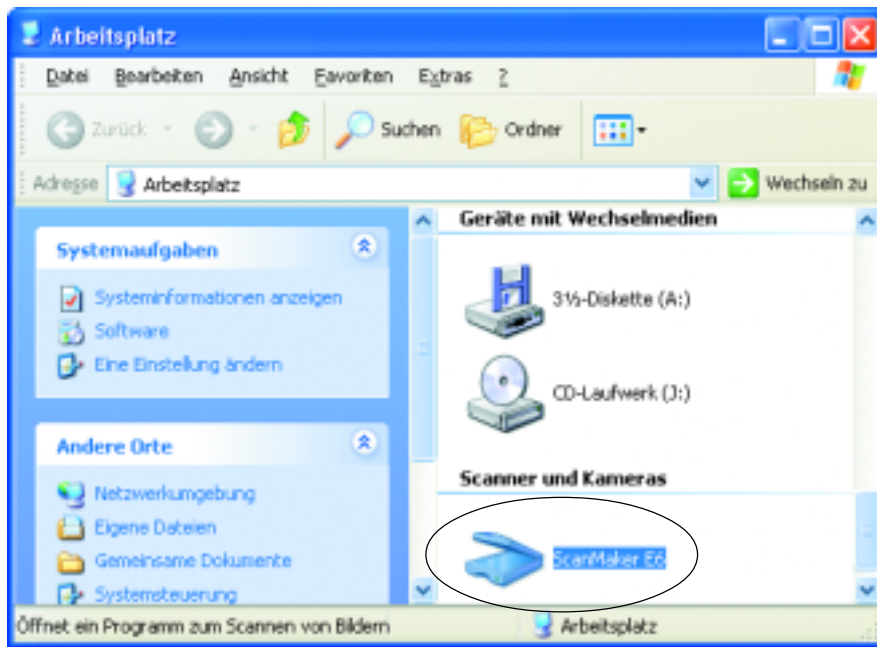 Arbeitsplatz
Datei Bearbeiten Ansicht Favoriten Extras ?
Zurück Suchen Ordner
Adresse Arbeitsplatz Wechseln zu
Systemaufgaben
Systeminformationen anzeigen
Software
Eine Einstellung ändern
Andere Orte
Netzwerkumgebung
Eigene Dateien
Gemeinsame Dokumente
Systemsteuerung
Geräte mit Wechselmedien
3½-Diskette (A:)
CD-Laufwerk (J:)
Scanner und Kameras
ScanMaker E6
Öffnet ein Programm zum Scannen von Bildern Arbeitsplatz